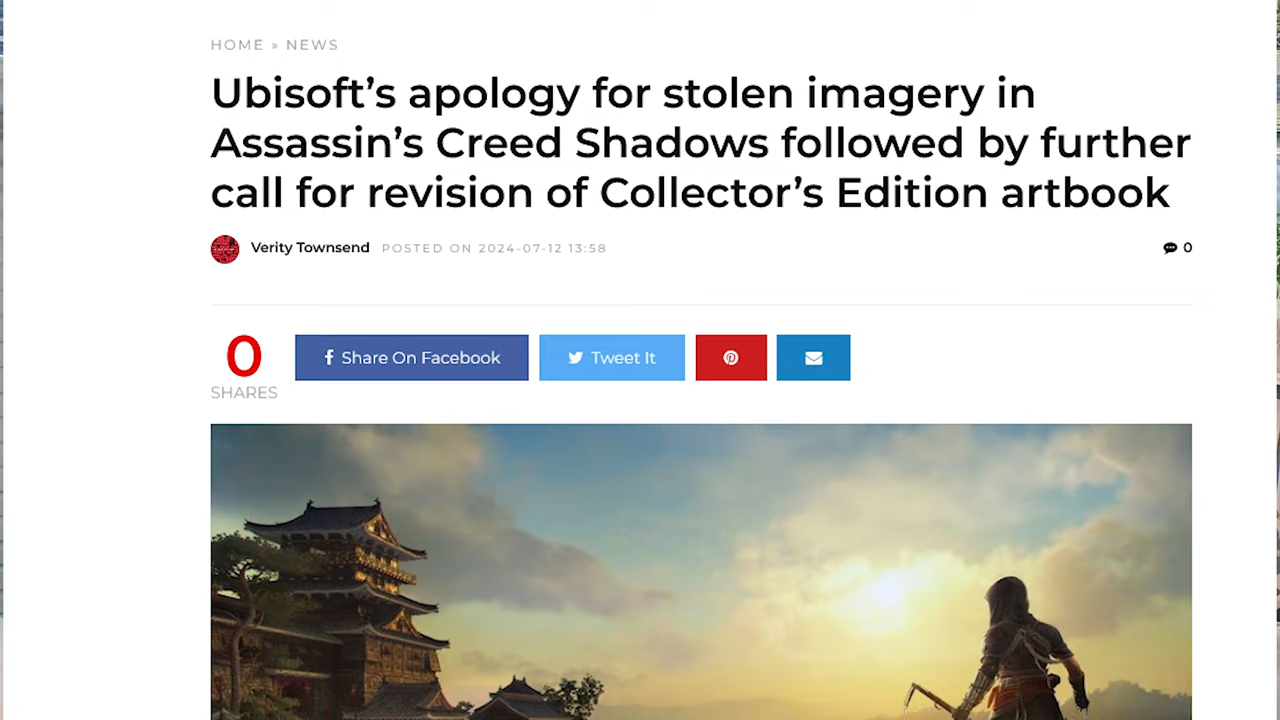 HOME » NEWS
Ubisoft’s apology for stolen imagery in
Assassin’s Creed Shadows followed by further
call for revision of Collector’s Edition artbook
Verity Townsend POSTED ON 2024-07-12 13:58 0
0
SHARES
Share On Facebook
Tweet It